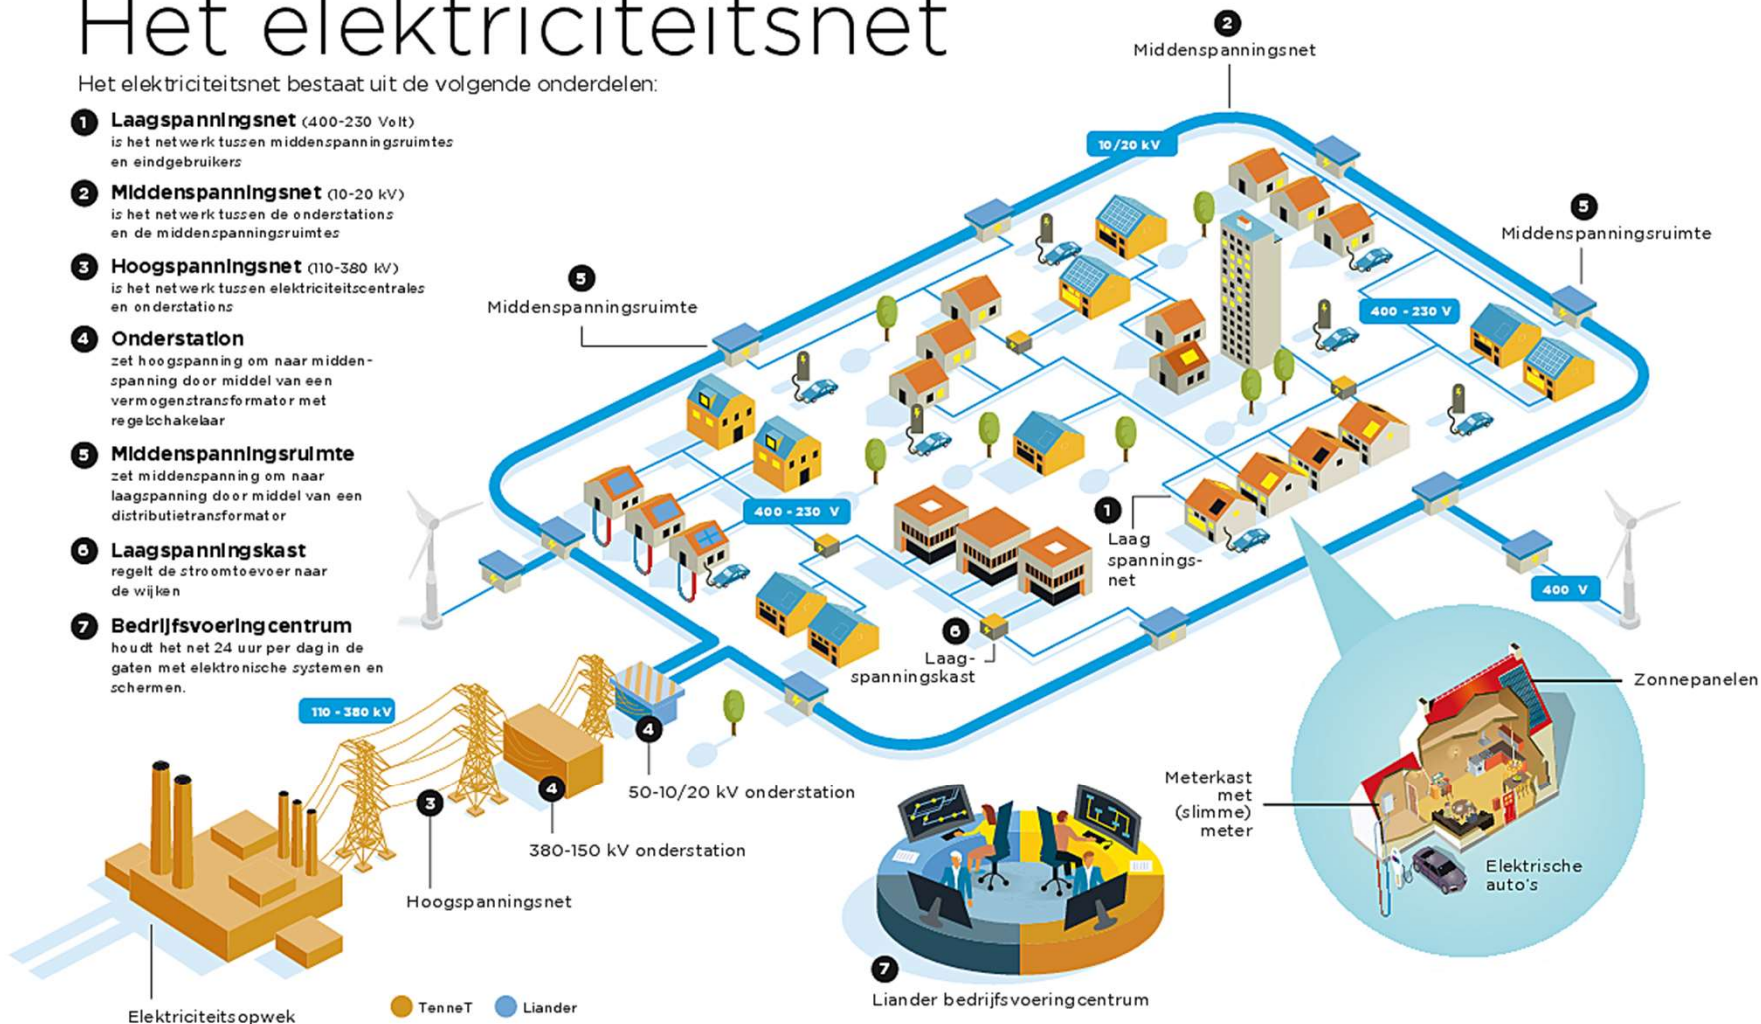 Het elektriciteitsnet
Het elektriciteitsnet bestaat uit de volgende onderdelen:
1 Laagspanningsnet (400-230 Volt)
is het netwerk tussen middenspanningsruimtes
en eindgebruikers
2 Middenspanningsnet (10-20 kV)
is het netwerk tussen de onderstations
en de middenspanningsruimtes
3 Hoogspanningsnet (110-380 kV)
is het netwerk tussen elektriciteitscentrales
en onderstations
4 Onderstation
zet hoogspanning om naar midden-
spanning door middel van een
vermogenstransformator met
regelschakelaar
5 Middenspanningsruimte
zet middenspanning om naar
laagspanning door middel van een
distributietransformator
6 Laagspanningskast
regelt de stroomtoevoer naar
de wijken
7 Bedrijfsvoeringcentrum
houdt het net 24 uur per dag in de
gaten met elektronische systemen en
schermen.
2
Middenspanningsnet
10/20 kV
5
Middenspanningsruimte
5
Middenspanningsruimte
400 - 230 V
400 - 230 V
1
Laag
spannings-
net
400 V
6
Laag-
spanningskast
110 - 380 kV
4
50-10/20 kV onderstation
4
380-150 kV onderstation
3
Hoogspanningsnet
Elektriciteitsopwek
TenneT
Liander
7
Liander bedrijfsvoeringcentrum
Zonnepanelen
Meterkast
met
(slimme)
meter
Elektrische
auto's